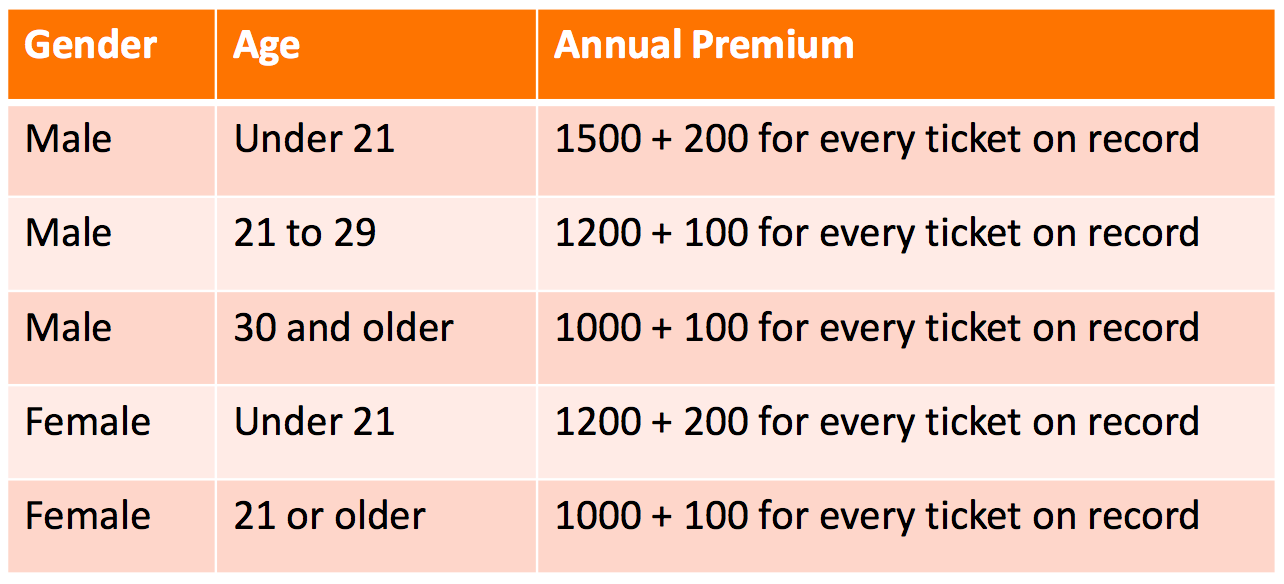 Gender Age Annual Premium
Male Under 21 1500 + 200 for every ticket on record
Male 21 to 29 1200 + 100 for every ticket on record
Male 30 and older 1000 + 100 for every ticket on record
Female Under 21 1200 + 200 for every ticket on record
Female 21 or older 1000 + 100 for every ticket on record